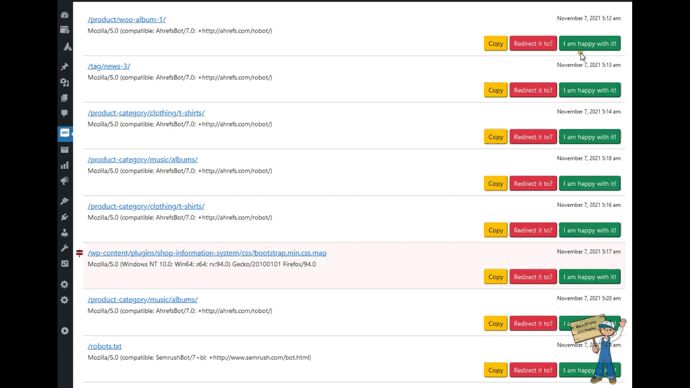 /product/woo-album-1/
November 7, 2021 5:12 am
Mozilla/5.0 (compatible: AhrefsBot/7.0: +http://ahrefs.com/robot/)
Copy Redirect it to? I am happy with it!
/tag/news-3/
November 7, 2021 5:13 am
Mozilla/5.0 (compatible: AhrefsBot/7.0: +http://ahrefs.com/robot/)
Copy Redirect it to? I am happy with it!
/product-category/clothing/t-shirts/
November 7, 2021 5:14 am
Mozilla/5.0 (compatible: AhrefsBot/7.0: +http://ahrefs.com/robot/)
Copy Redirect it to? I am happy with it!
/product-category/music/albums/
November 7, 2021 5:18 am
Mozilla/5.0 (compatible: AhrefsBot/7.0: +http://ahrefs.com/robot/)
Copy Redirect it to? I am happy with it!
/product-category/clothing/t-shirts/
November 7, 2021 5:16 am
Mozilla/5.0 (compatible: AhrefsBot/7.0: +http://ahrefs.com/robot/)
Copy Redirect it to? I am happy with it!
/wp-content/plugins/shop-information-system/css/bootstrap.min.css.map
November 7, 2021 5:17 am
Mozilla/5.0 (Windows NT 10.0; Win64; x64; rv:94.0) Gecko/20100101 Firefox/94.0
Copy Redirect it to? I am happy with it!
/product-category/music/albums/
November 7, 2021 5:20 am
Mozilla/5.0 (compatible: AhrefsBot/7.0: +http://ahrefs.com/robot/)
Copy Redirect it to? I
/robots.txt
am
Mozilla/5.0 (compatible: SemrushBot/7~bl: +http://www.semrush.com/bot.html)
Copy Redirect it to? I am with it!